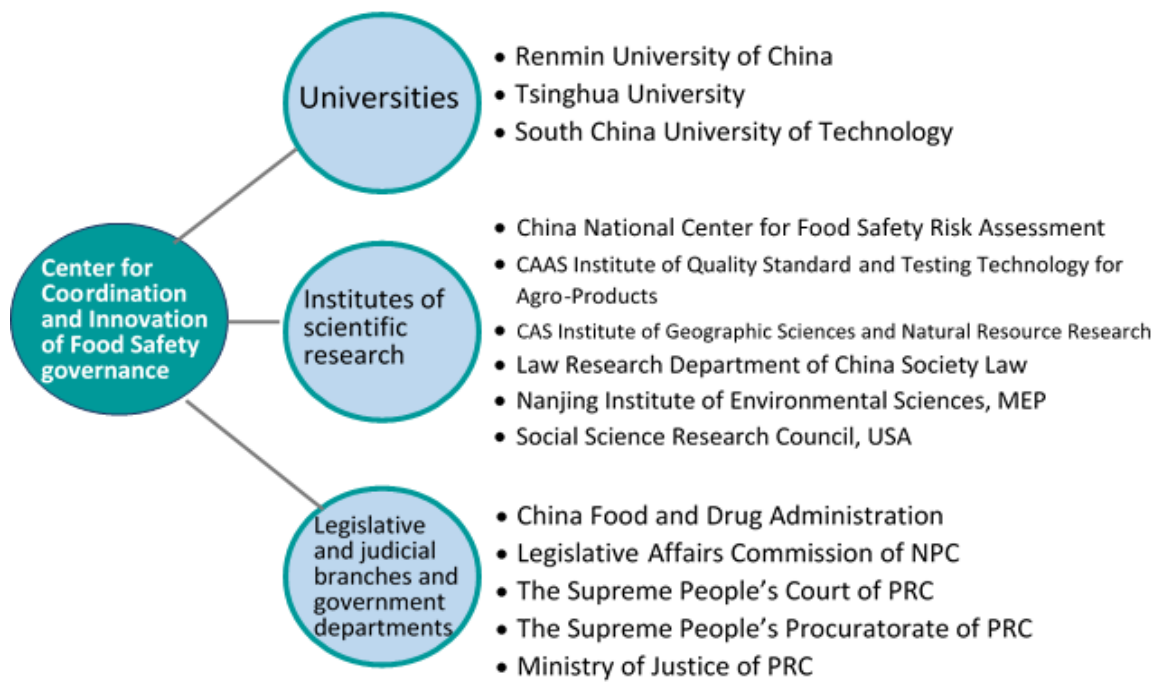 Universities
• Renmin University of China
• Tsinghua University
• South China University of Technology
Center for
Coordination
and Innovation
of Food Safety
governance
Institutes of
scientific
research
• China National Center for Food Safety Risk Assessment
• CAAS Institute of Quality Standard and Testing Technology for
Agro-Products
• CAS Institute of Geographic Sciences and Natural Resource Research
• Law Research Department of China Society Law
• Nanjing Institute of Environmental Sciences, MEP
• Social Science Research Council, USA
Legislative
and judicial
branches and
government
departments
• China Food and Drug Administration
• Legislative Affairs Commission of NPC
• The Supreme People’s Court of PRC
• The Supreme People’s Procuratorate of PRC
• Ministry of Justice of PRC